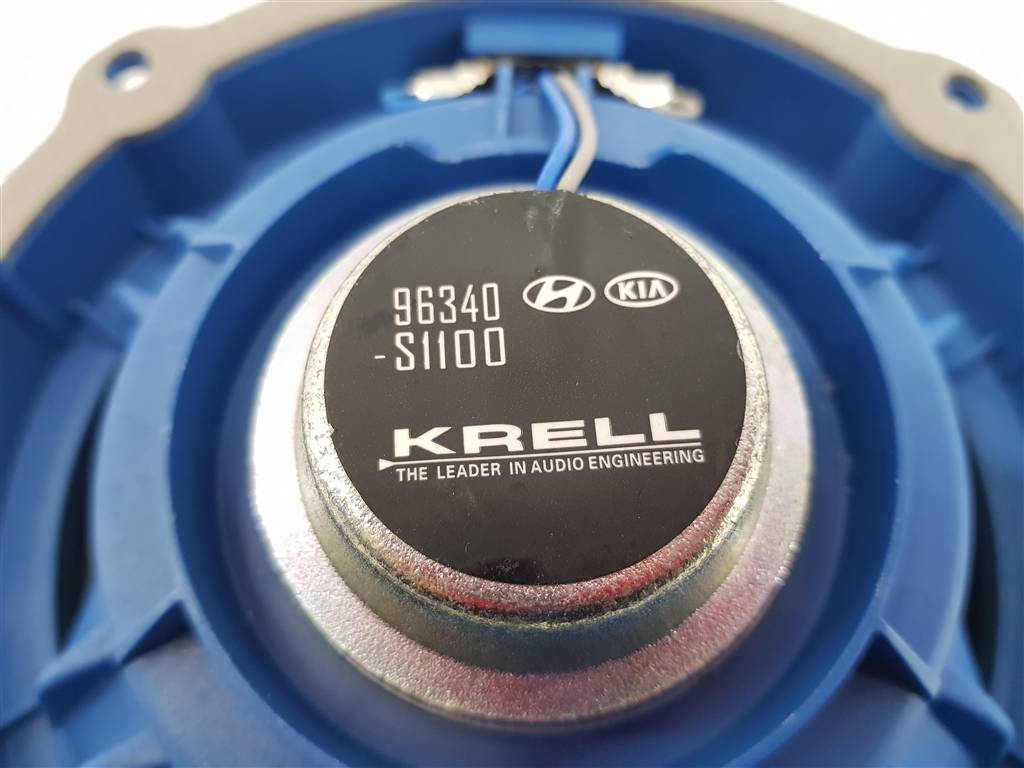 96340
-S1100
KIA
KRELL
THE LEADER IN AUDIO ENGINEERING